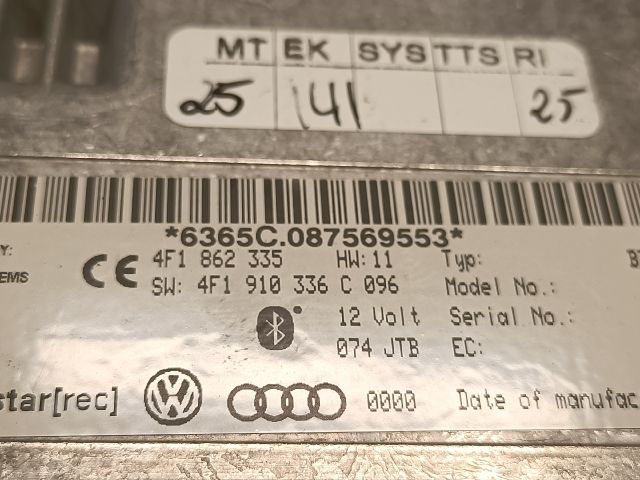 MT EK SYS TTS RI
25 141 25
*6365C.087569553*
Y: 4F1 862 335 HW: 11 Typ: B
EMS SW: 4F1 910 336 C 096 Model No.:
12 Volt Serial No.:
074 JTB EC:
star[rec] 0000 Date of manufac